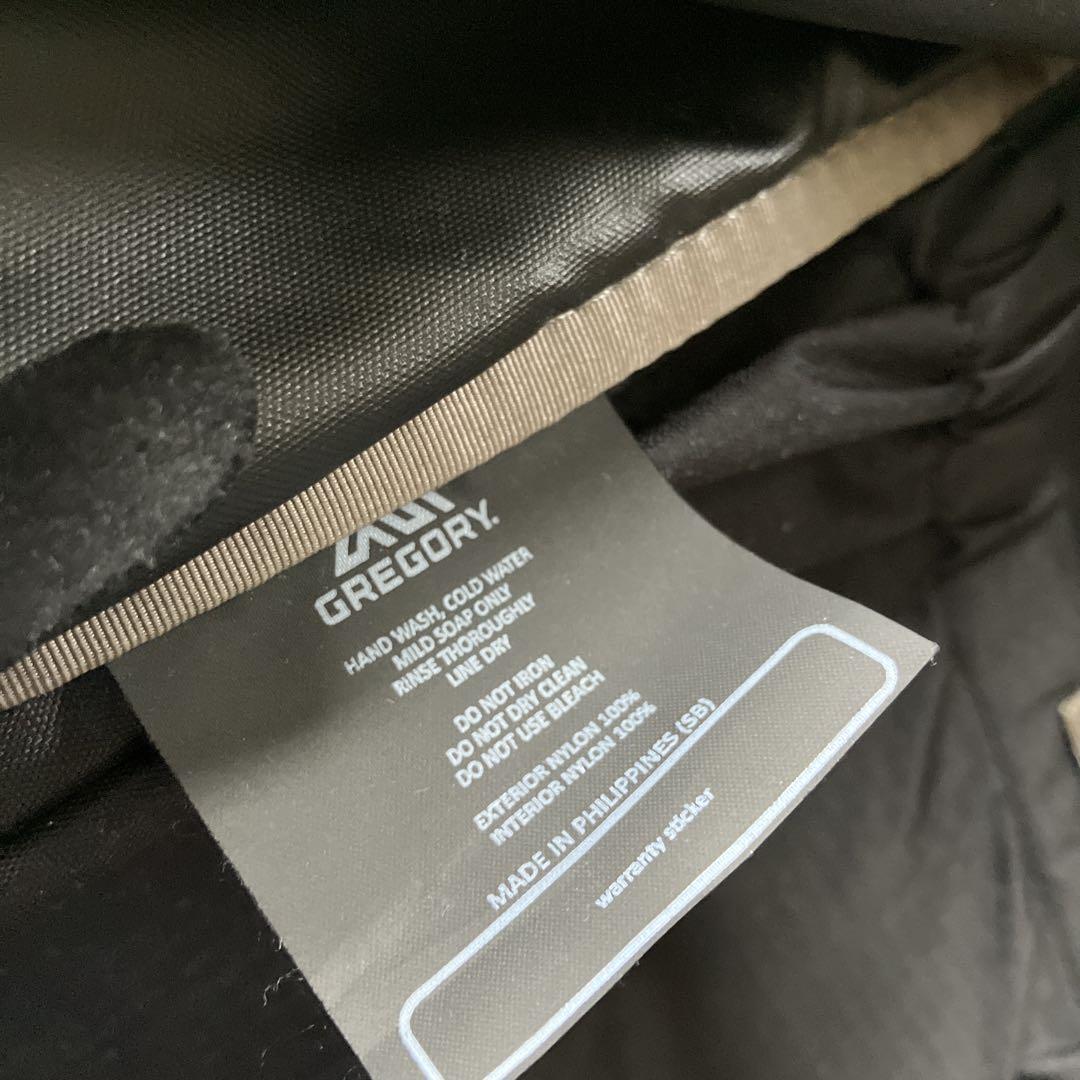 GREGORY.
HAND WASH, COLD WATER
MILD SOAP ONLY
RINSE THOROUGHLY
LINE DRY
DO NOT IRON
DO NOT DRY CLEAN
DO NOT USE BLEACH
EXTERIOR NYLON 100%
INTERIOR NYLON 100%
MADE IN PHILIPPINES (SB)
warrenty sticker